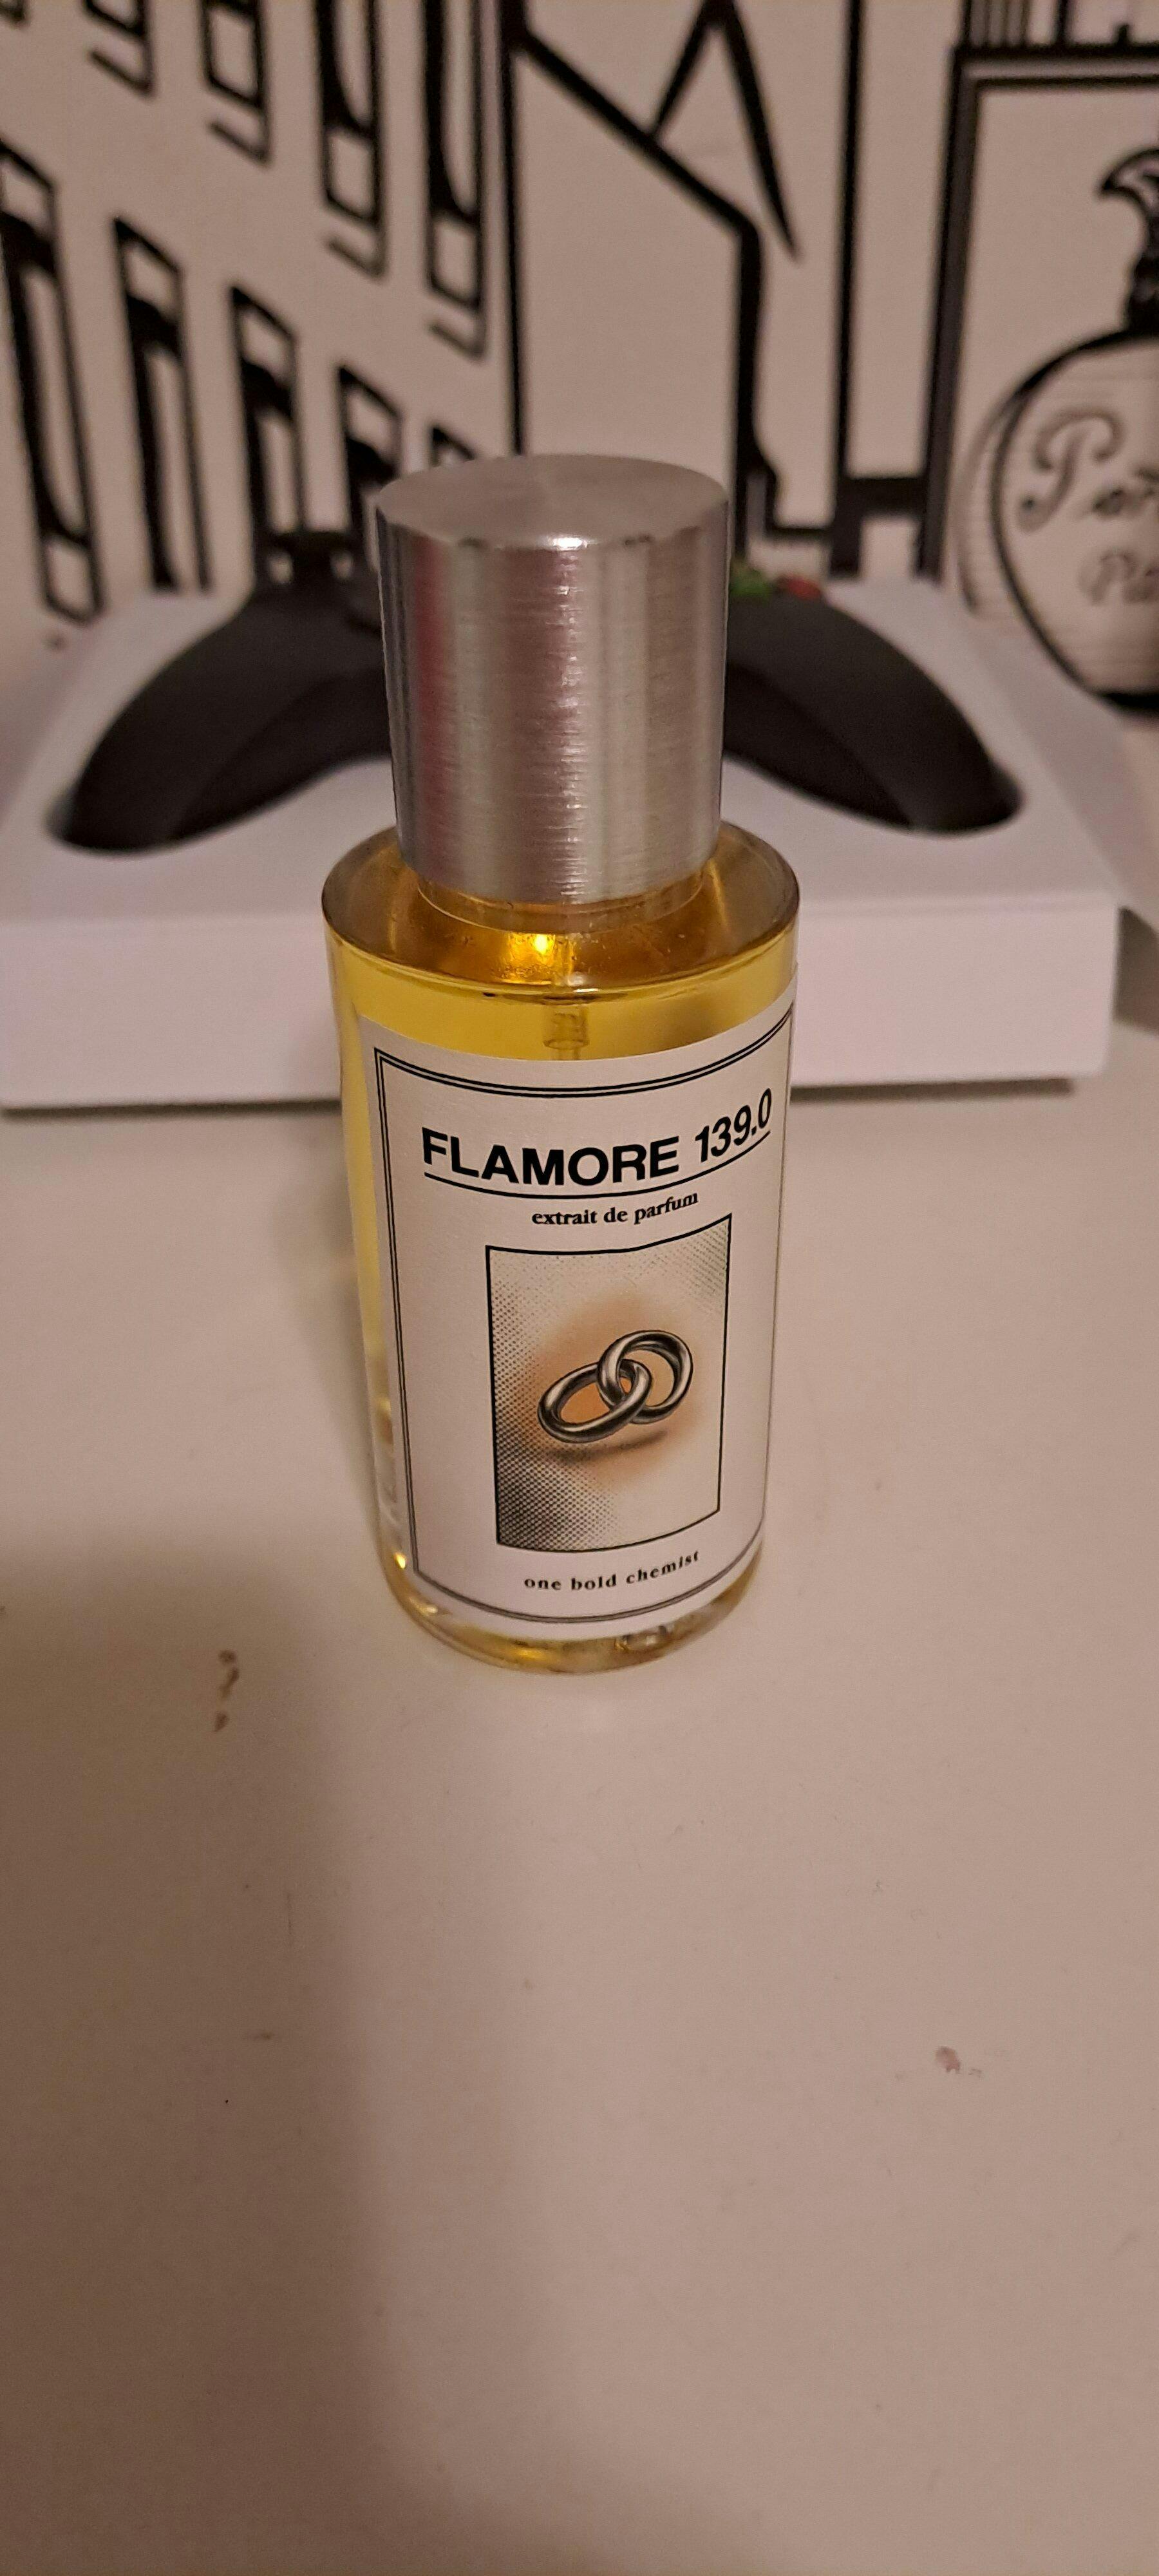 FLAMORE 139.0
extrait de parfum
one bold chemist